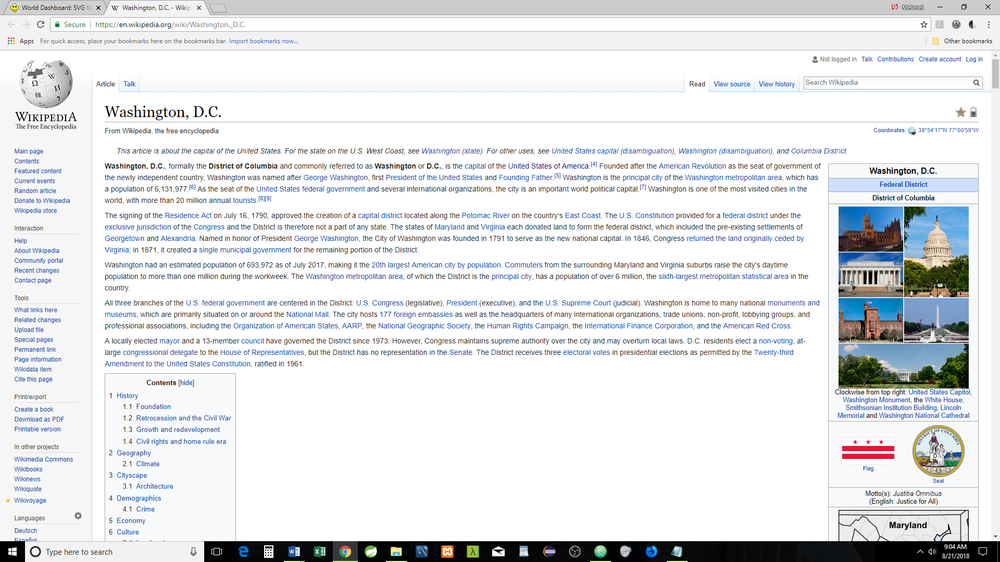 World Dashboard: SVG W
Washington, D.C. - Wikip
Mehmet
Secure
https://en.wikipedia.org/wiki/Washington,_D.C.
Apps
For quick access, place your bookmarks here on the bookmarks bar. Import bookmarks now...
Other bookmarks
Not logged in Talk Contributions Create account Log in
Article Talk
Read View source View history
Search Wikipedia
WIKIPEDIA
The Free Encyclopedia
Main page
Contents
Featured content
Current events
Random article
Donate to Wikipedia
Wikipedia store
Interaction
Help
About Wikipedia
Community portal
Recent changes
Contact page
Tools
What links here
Related changes
Upload file
Special pages
Permanent link
Page information
Wikidata item
Cite this page
Print/export
Create a book
Download as PDF
Printable version
In other projects
Wikimedia Commons
Wikibooks
Wikinews
Wikiquote
Wikivoyage
Languages
Deutsch
Español
Washington, D.C.
From Wikipedia, the free encyclopedia
Coordinates: 38°54′17″N 77°00′59″W
This article is about the capital of the United States. For the state on the U.S. West Coast, see Washington (state). For other uses, see United States capital (disambiguation), Washington (disambiguation), and Columbia District.
Washington, D.C., formally the District of Columbia and commonly referred to as Washington or D.C., is the capital of the United States of America.[4] Founded after the American Revolution as the seat of government of
the newly independent country, Washington was named after George Washington, first President of the United States and Founding Father.[5] Washington is the principal city of the Washington metropolitan area, which has
a population of 6,131,977.[6] As the seat of the United States federal government and several international organizations, the city is an important world political capital.[7] Washington is one of the most visited cities in the
world, with more than 20 million annual tourists.[8][9]
The signing of the Residence Act on July 16, 1790, approved the creation of a capital district located along the Potomac River on the country's East Coast. The U.S. Constitution provided for a federal district under the
exclusive jurisdiction of the Congress and the District is therefore not a part of any state. The states of Maryland and Virginia each donated land to form the federal district, which included the pre-existing settlements of
Georgetown and Alexandria. Named in honor of President George Washington, the City of Washington was founded in 1791 to serve as the new national capital. In 1846, Congress returned the land originally ceded by
Virginia; in 1871, it created a single municipal government for the remaining portion of the District.
Washington had an estimated population of 693,972 as of July 2017, making it the 20th largest American city by population. Commuters from the surrounding Maryland and Virginia suburbs raise the city's daytime
population to more than one million during the workweek. The Washington metropolitan area, of which the District is the principal city, has a population of over 6 million, the sixth-largest metropolitan statistical area in the
country.
All three branches of the U.S. federal government are centered in the District: U.S. Congress (legislative), President (executive), and the U.S. Supreme Court (judicial). Washington is home to many national monuments and
museums, which are primarily situated on or around the National Mall. The city hosts 177 foreign embassies as well as the headquarters of many international organizations, trade unions, non-profit, lobbying groups, and
professional associations, including the Organization of American States, AARP, the National Geographic Society, the Human Rights Campaign, the International Finance Corporation, and the American Red Cross.
A locally elected mayor and a 13-member council have governed the District since 1973. However, Congress maintains supreme authority over the city and may overturn local laws. D.C. residents elect a non-voting, at-
large congressional delegate to the House of Representatives, but the District has no representation in the Senate. The District receives three electoral votes in presidential elections as permitted by the Twenty-third
Amendment to the United States Constitution, ratified in 1961.
Contents [hide]
1 History
1.1 Foundation
1.2 Retrocession and the Civil War
1.3 Growth and redevelopment
1.4 Civil rights and home rule era
2 Geography
2.1 Climate
3 Cityscape
3.1 Architecture
4 Demographics
4.1 Crime
5 Economy
6 Culture
Washington, D.C.
Federal District
District of Columbia
Clockwise from top right: United States Capitol,
Washington Monument, the White House,
Smithsonian Institution Building, Lincoln
Memorial and Washington National Cathedral
DISTRICT OF COLUMBIA
Flag
Seal
Motto(s): Justitia Omnibus
(English: Justice for All)
Maryland
Type here to search
9:04 AM
8/21/2018